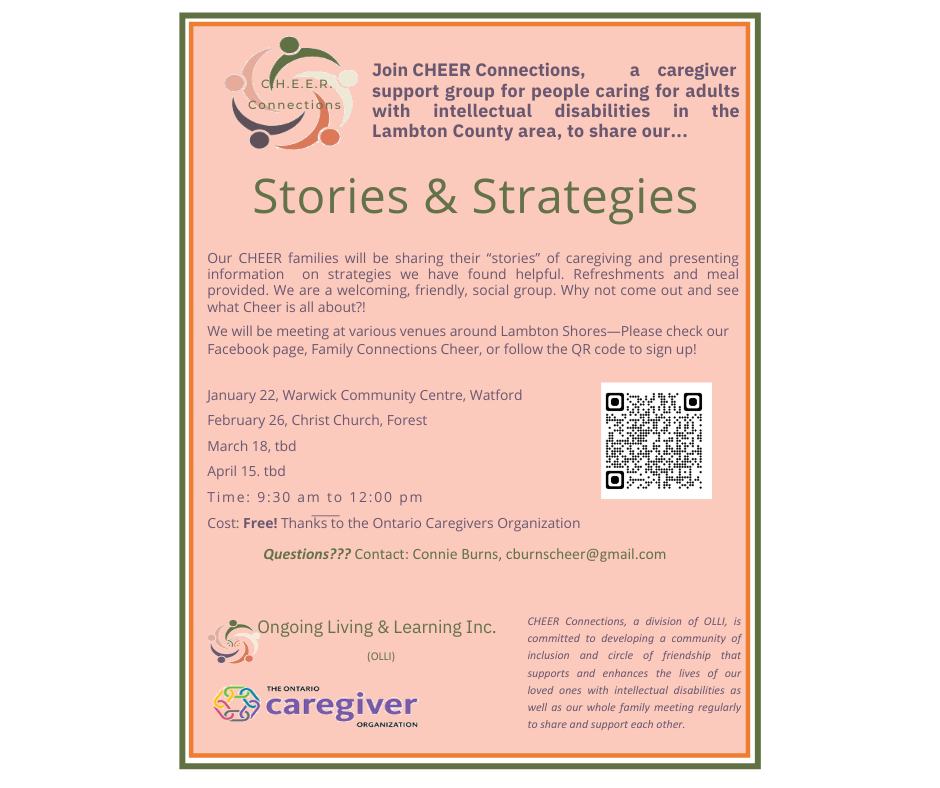 C.H.E.E.R.
Connections
Join CHEER Connections, a caregiver
support group for people caring for adults
with intellectual disabilities in the
Lambton County area, to share our...
Stories & Strategies
Our CHEER families will be sharing their “stories” of caregiving and presenting
information on strategies we have found helpful. Refreshments and meal
provided. We are a welcoming, friendly, social group. Why not come out and see
what Cheer is all about?!
We will be meeting at various venues around Lambton Shores—Please check our
Facebook page, Family Connections Cheer, or follow the QR code to sign up!
January 22, Warwick Community Centre, Watford
February 26, Christ Church, Forest
March 18, tbd
April 15. tbd
Time: 9:30 am to 12:00 pm
Cost: Free! Thanks to the Ontario Caregivers Organization
Questions??? Contact: Connie Burns, cburnscheer@gmail.com
Ongoing Living & Learning Inc.
(OLLI)
THE ONTARIO
caregiver
ORGANIZATION
CHEER Connections, a division of OLLI, is
committed to developing a community of
inclusion and circle of friendship that
supports and enhances the lives of our
loved ones with intellectual disabilities as
well as our whole family meeting regularly
to share and support each other.